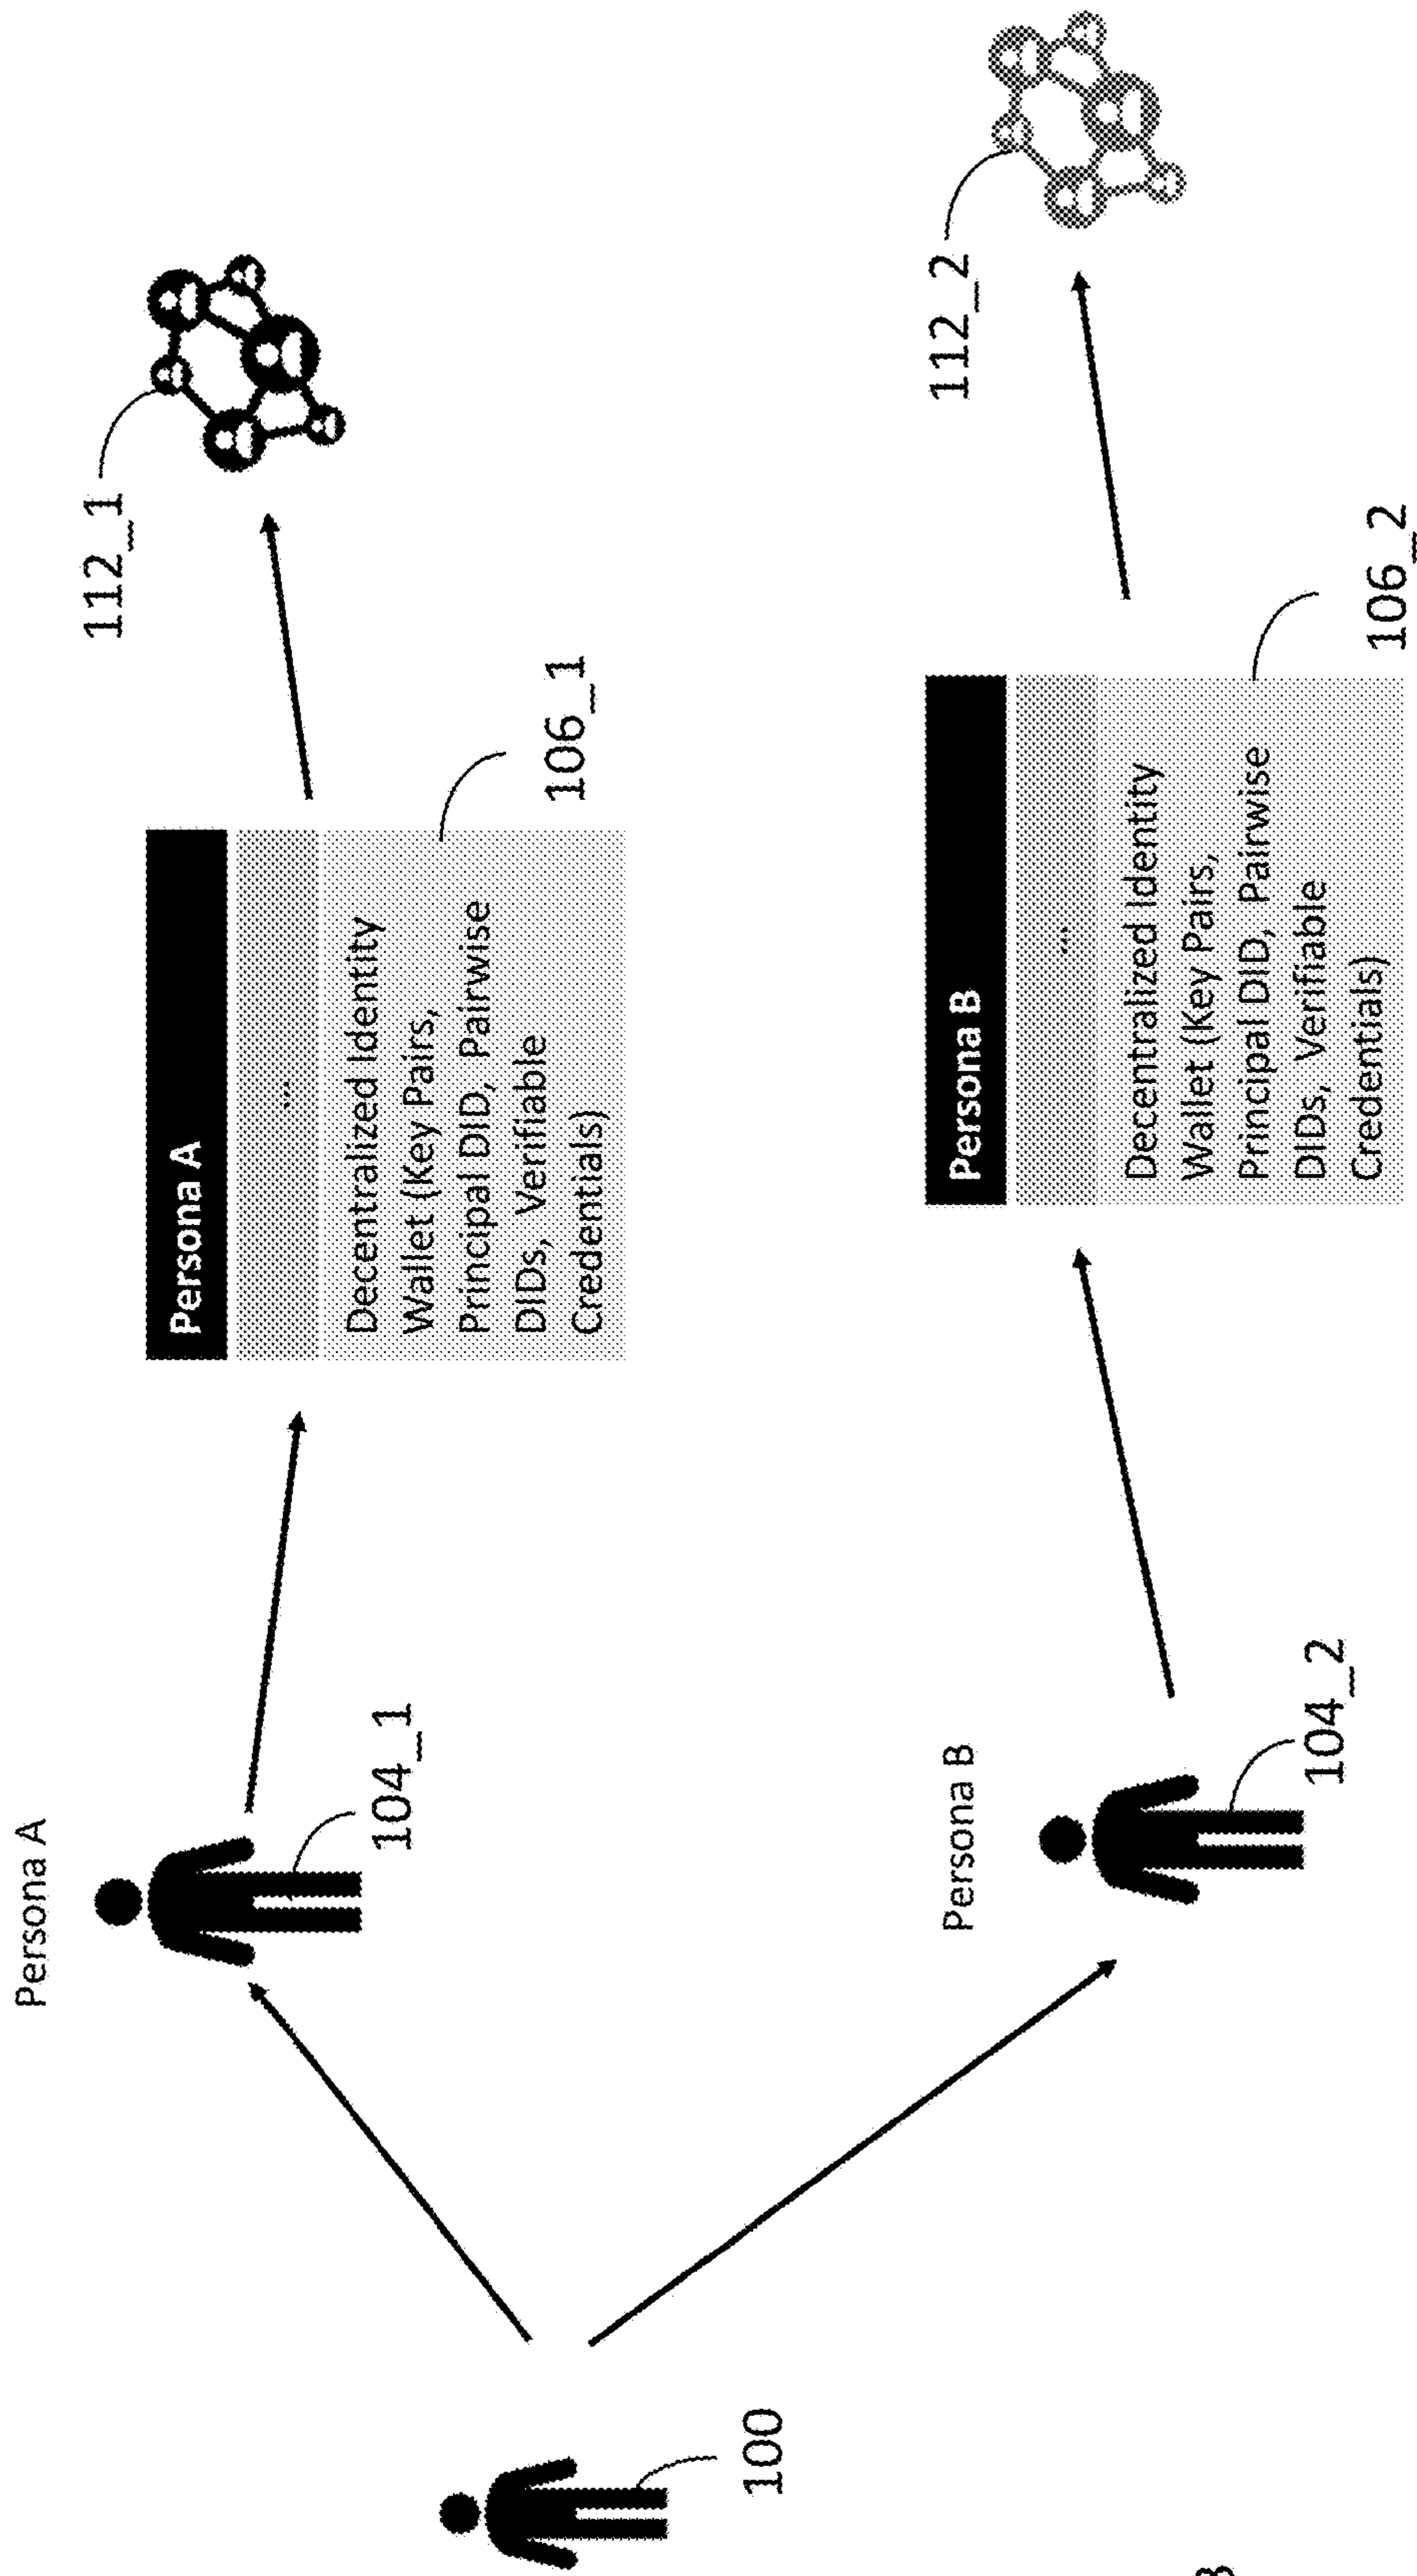 Persona A
104_1
Persona A
...
Decentralized Identity
Wallet (Key Pairs,
Principal DID, Pairwise
DIDs, Verifiable
Credentials)
106_1
112_1
100
Persona B
104_2
Persona B
...
Decentralized Identity
Wallet (Key Pairs,
Principal DID, Pairwise
DIDs, Verifiable
Credentials)
106_2
112_2